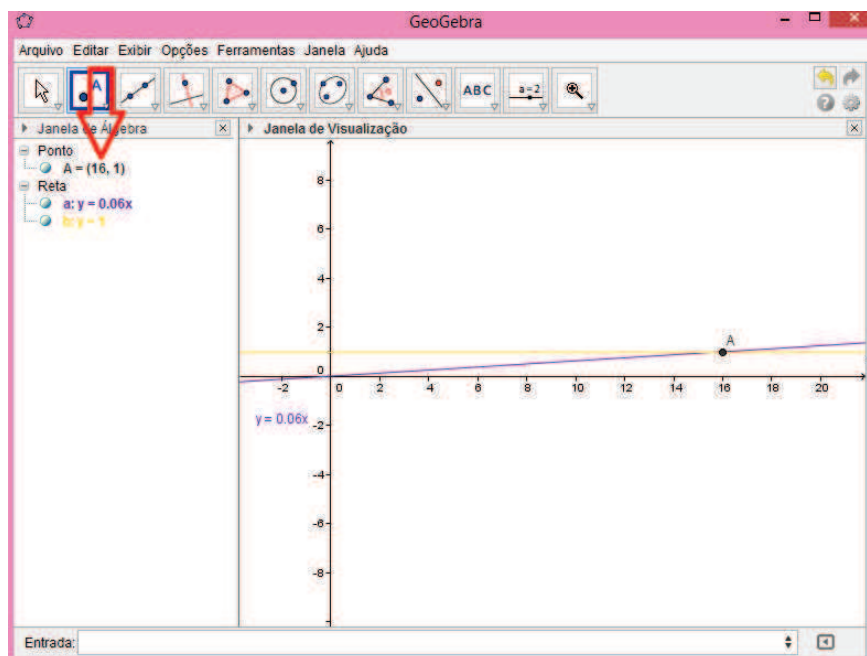 GeoGebra
Arquivo Editar Exibir Opções Ferramentas Janela Ajuda
A
ABC
a=2
Janela de Álgebra
Janela de Visualização
Ponto
A = (16, 1)
Reta
a: y = 0.06x
b: y = 1
8
6
4
2
0
-2
0
2
4
6
8
10
12
14
16
18
20
A
y = 0.06x
-2
-4
-6
-8
Entrada: